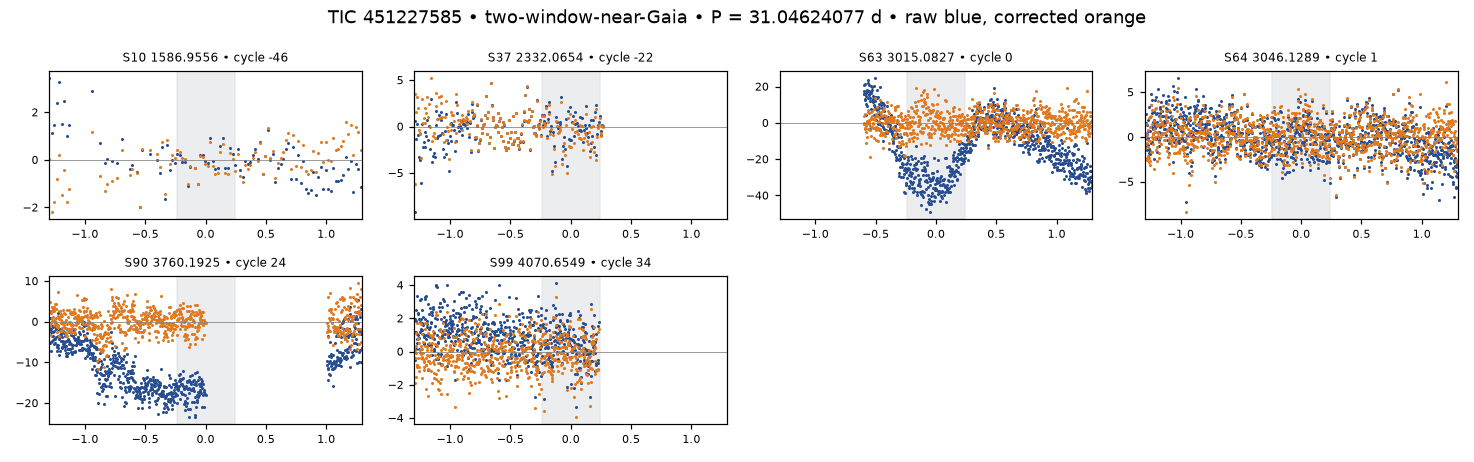 TIC 451227585 • two-window-near-Gaia • P = 31.04624077 d • raw blue, corrected orange
S10 1586.9556 • cycle -46
S37 2332.0654 • cycle -22
S63 3015.0827 • cycle 0
S64 3046.1289 • cycle 1
2
0
−2
−1.0 −0.5 0.0 0.5 1.0
5
0
−5
−1.0 −0.5 0.0 0.5 1.0
20
0
−20
−40
−1.0 −0.5 0.0 0.5 1.0
5
0
−5
−1.0 −0.5 0.0 0.5 1.0
S90 3760.1925 • cycle 24
S99 4070.6549 • cycle 34
10
0
−10
−20
−1.0 −0.5 0.0 0.5 1.0
4
2
0
−2
−4
−1.0 −0.5 0.0 0.5 1.0